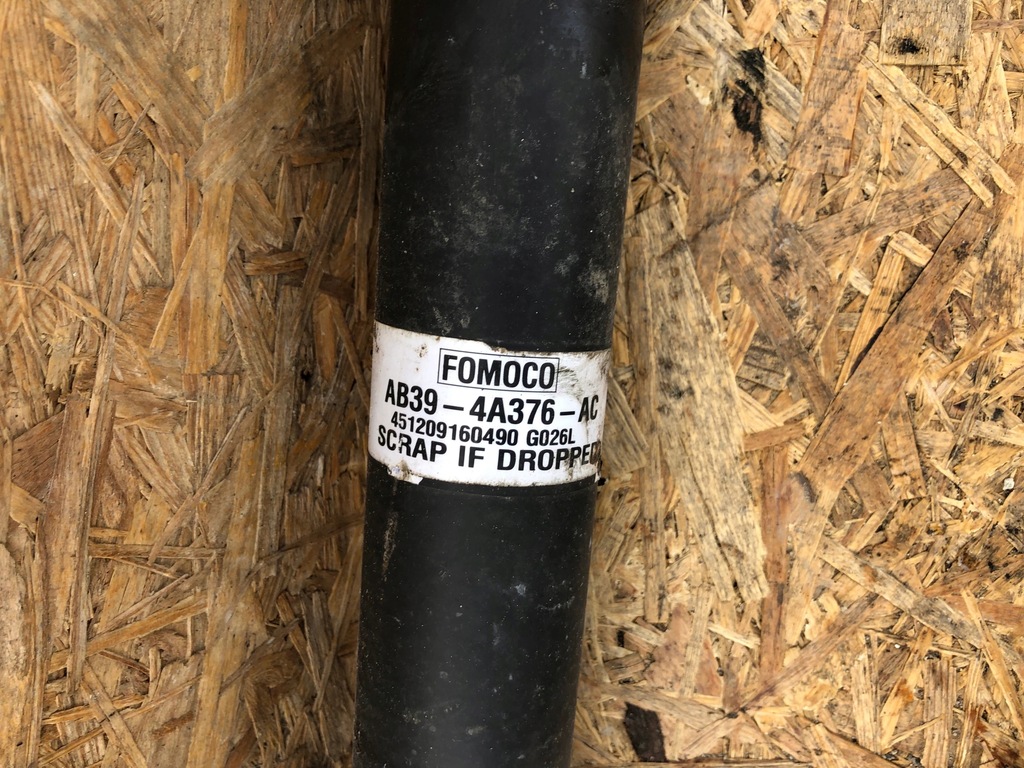 FOMOCO
AB39-4A376-AC
451209160490 G026L
SCRAP IF DROPPED